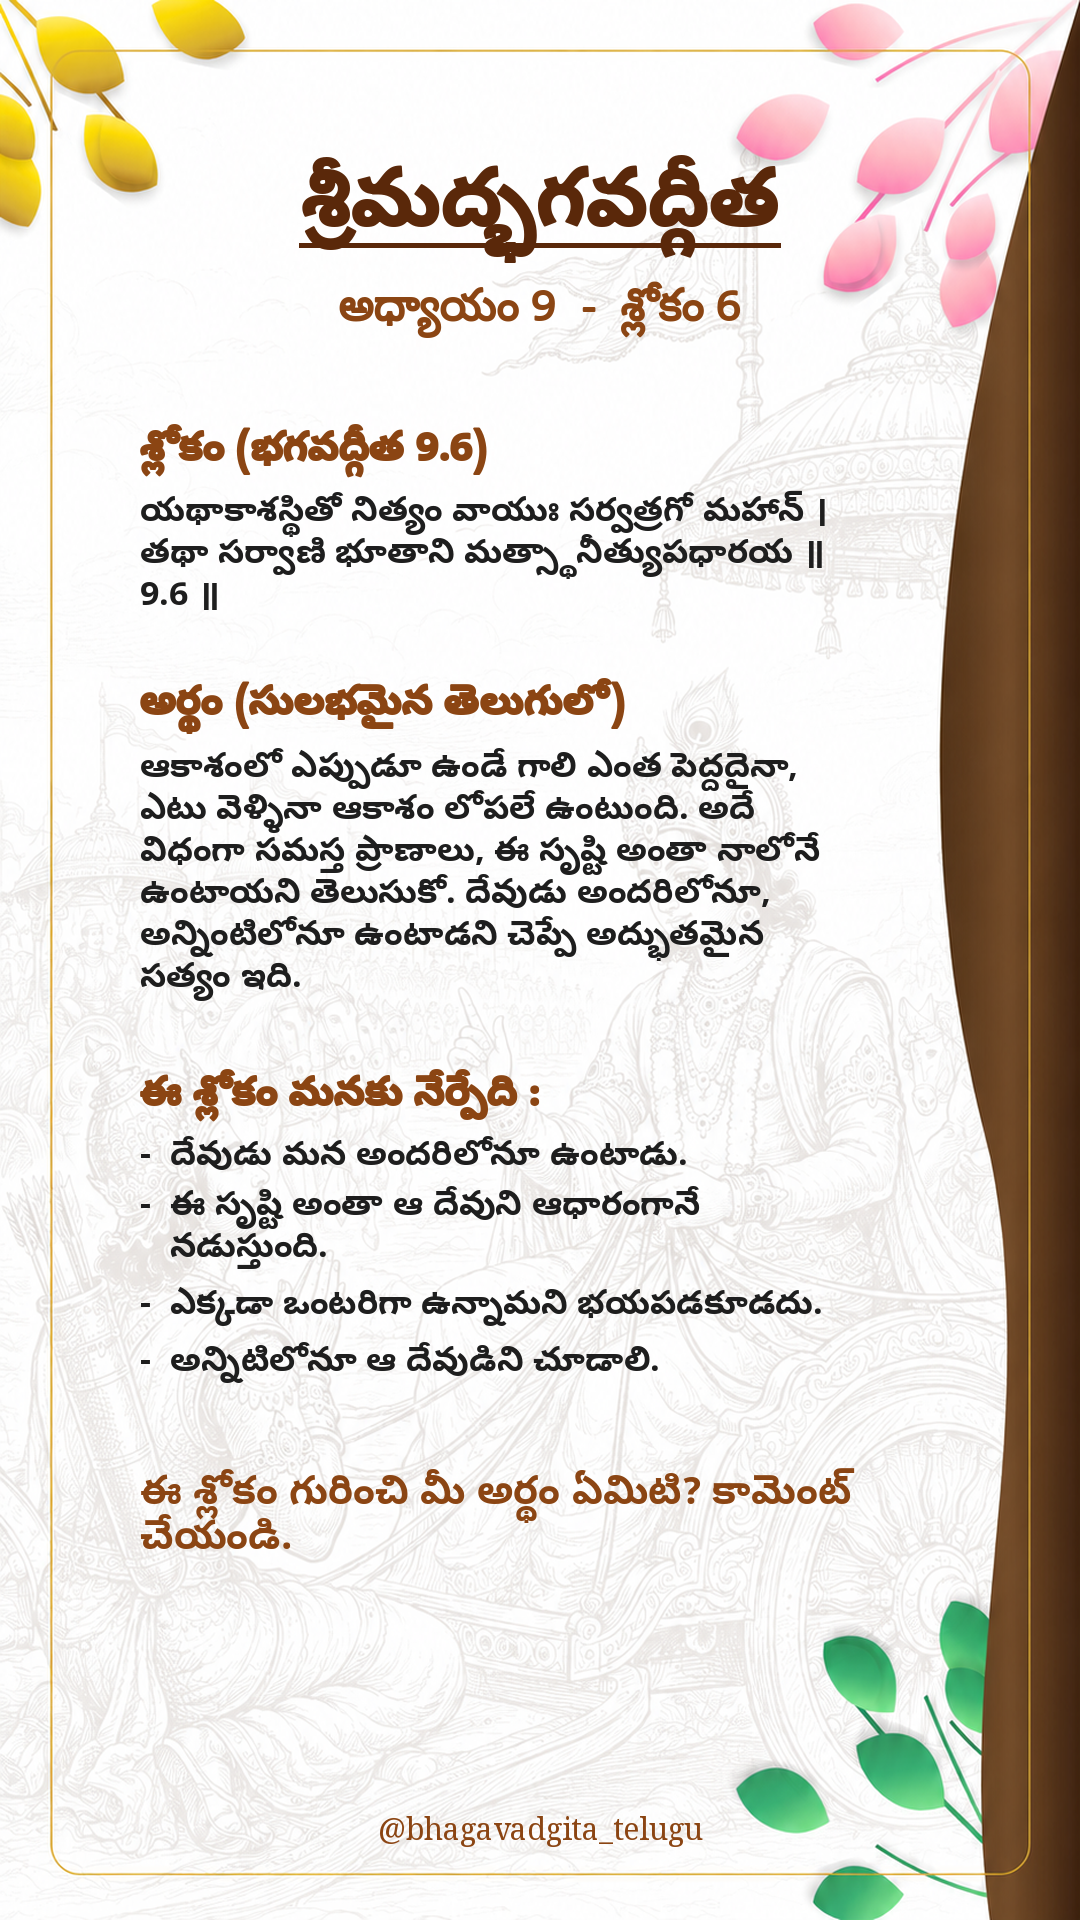 శ్రీమద్భగవద్గీత
అధ్యాయం 9 - శ్లోకం 6
శ్లోకం (భగవద్గీత 9.6)
యథాకాశస్థితో నిత్యం వాయుః సర్వత్రగో మహాన్ |
తథా సర్వాణి భూతాని మత్స్థానీత్యుపధారయ ||
9.6 ||
అర్థం (సులభమైన తెలుగులో)
ఆకాశంలో ఎప్పుడూ ఉండే గాలి ఎంత పెద్దదైనా,
ఎటు వెళ్ళినా ఆకాశం లోపలే ఉంటుంది. అదే
విధంగా సమస్త ప్రాణాలు, ఈ సృష్టి అంతా నాలోనే
ఉంటాయని తెలుసుకో. దేవుడు అందరిలోనూ,
అన్నింటిలోనూ ఉంటాడని చెప్పే అద్భుతమైన
సత్యం ఇది.
ఈ శ్లోకం మనకు నేర్పేది :
- దేవుడు మన అందరిలోనూ ఉంటాడు.
- ఈ సృష్టి అంతా ఆ దేవుని ఆధారంగానే
నడుస్తుంది.
- ఎక్కడా ఒంటరిగా ఉన్నామని భయపడకూడదు.
- అన్నిటిలోనూ ఆ దేవుడిని చూడాలి.
ఈ శ్లోకం గురించి మీ అర్థం ఏమిటి? కామెంట్
చేయండి.
@bhagavadgita_telugu